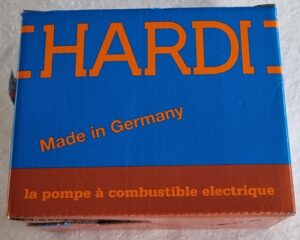 HARDI
Made in Germany
la pompe à combustible electrique